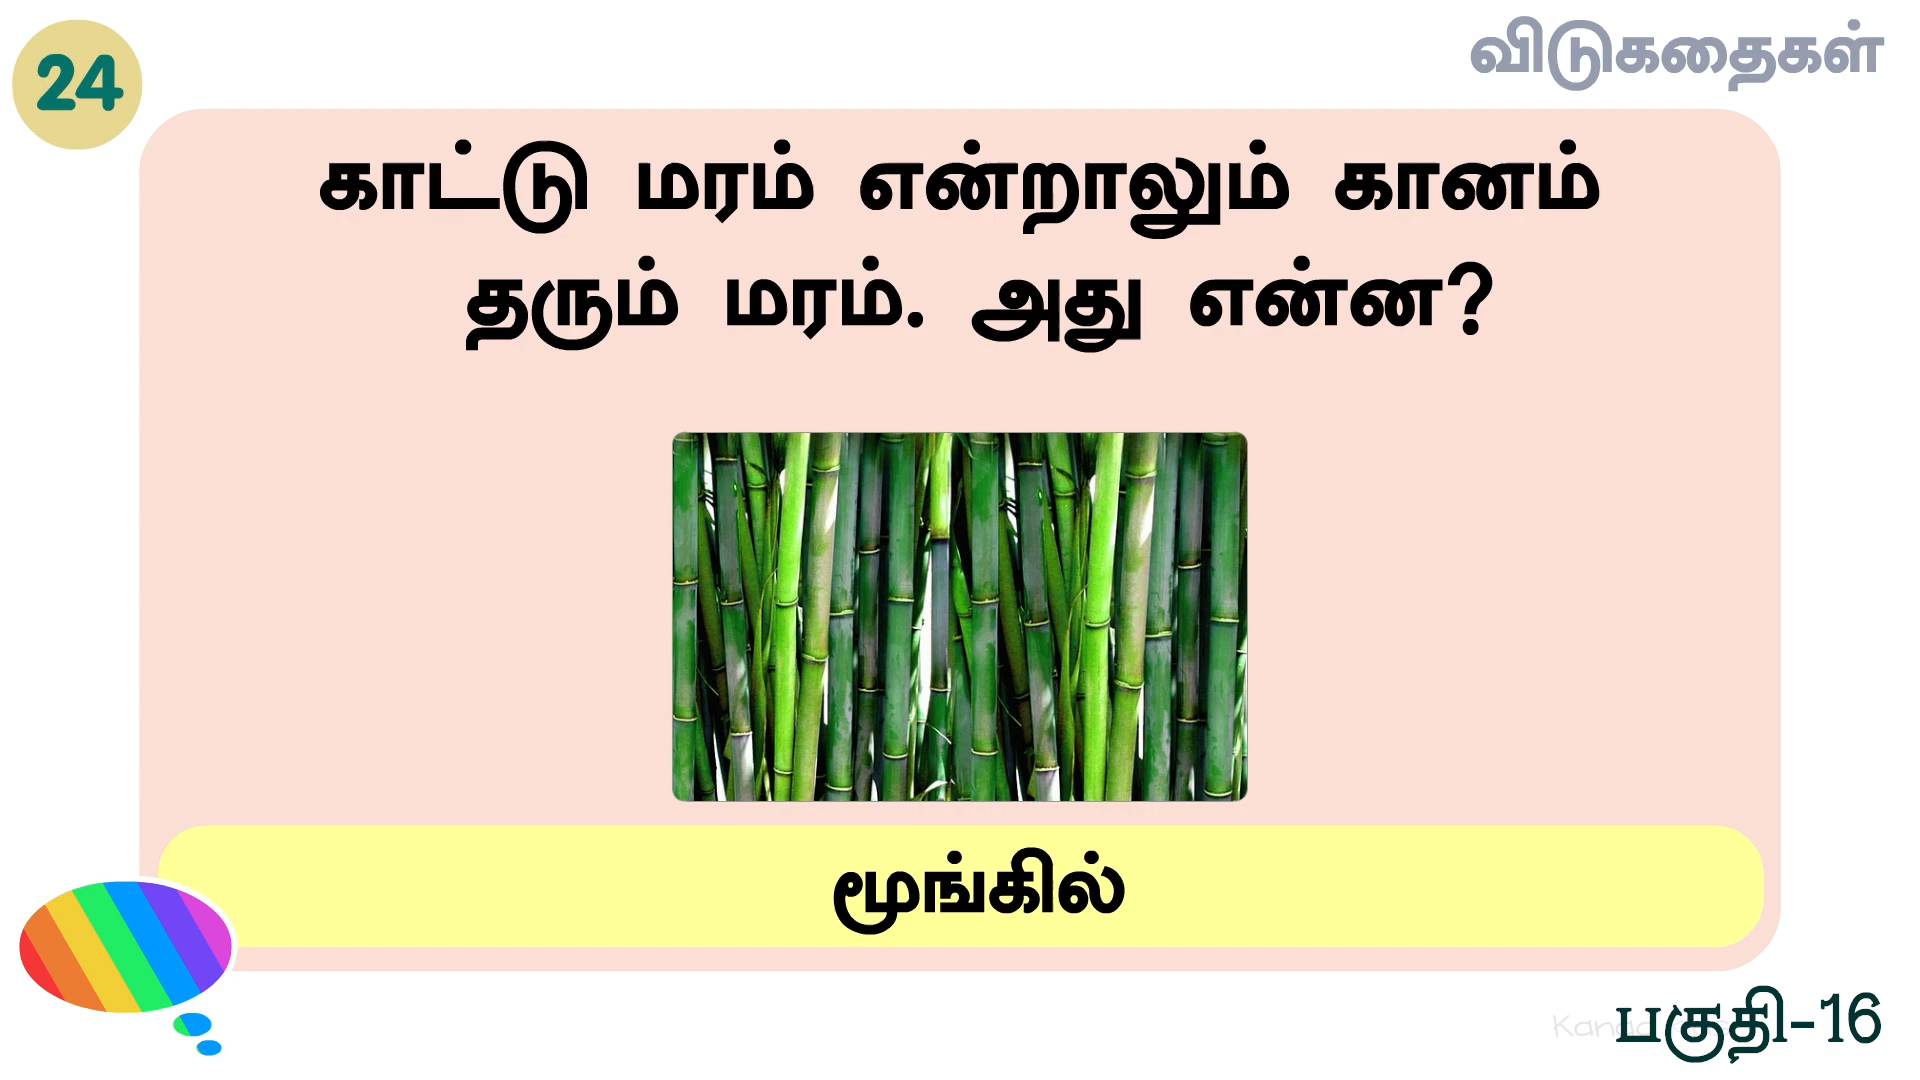 24
விடுகதைகள்
காட்டு மரம் என்றாலும் கானம்
தரும் மரம். அது என்ன?
மூங்கில்
பகுதி-16